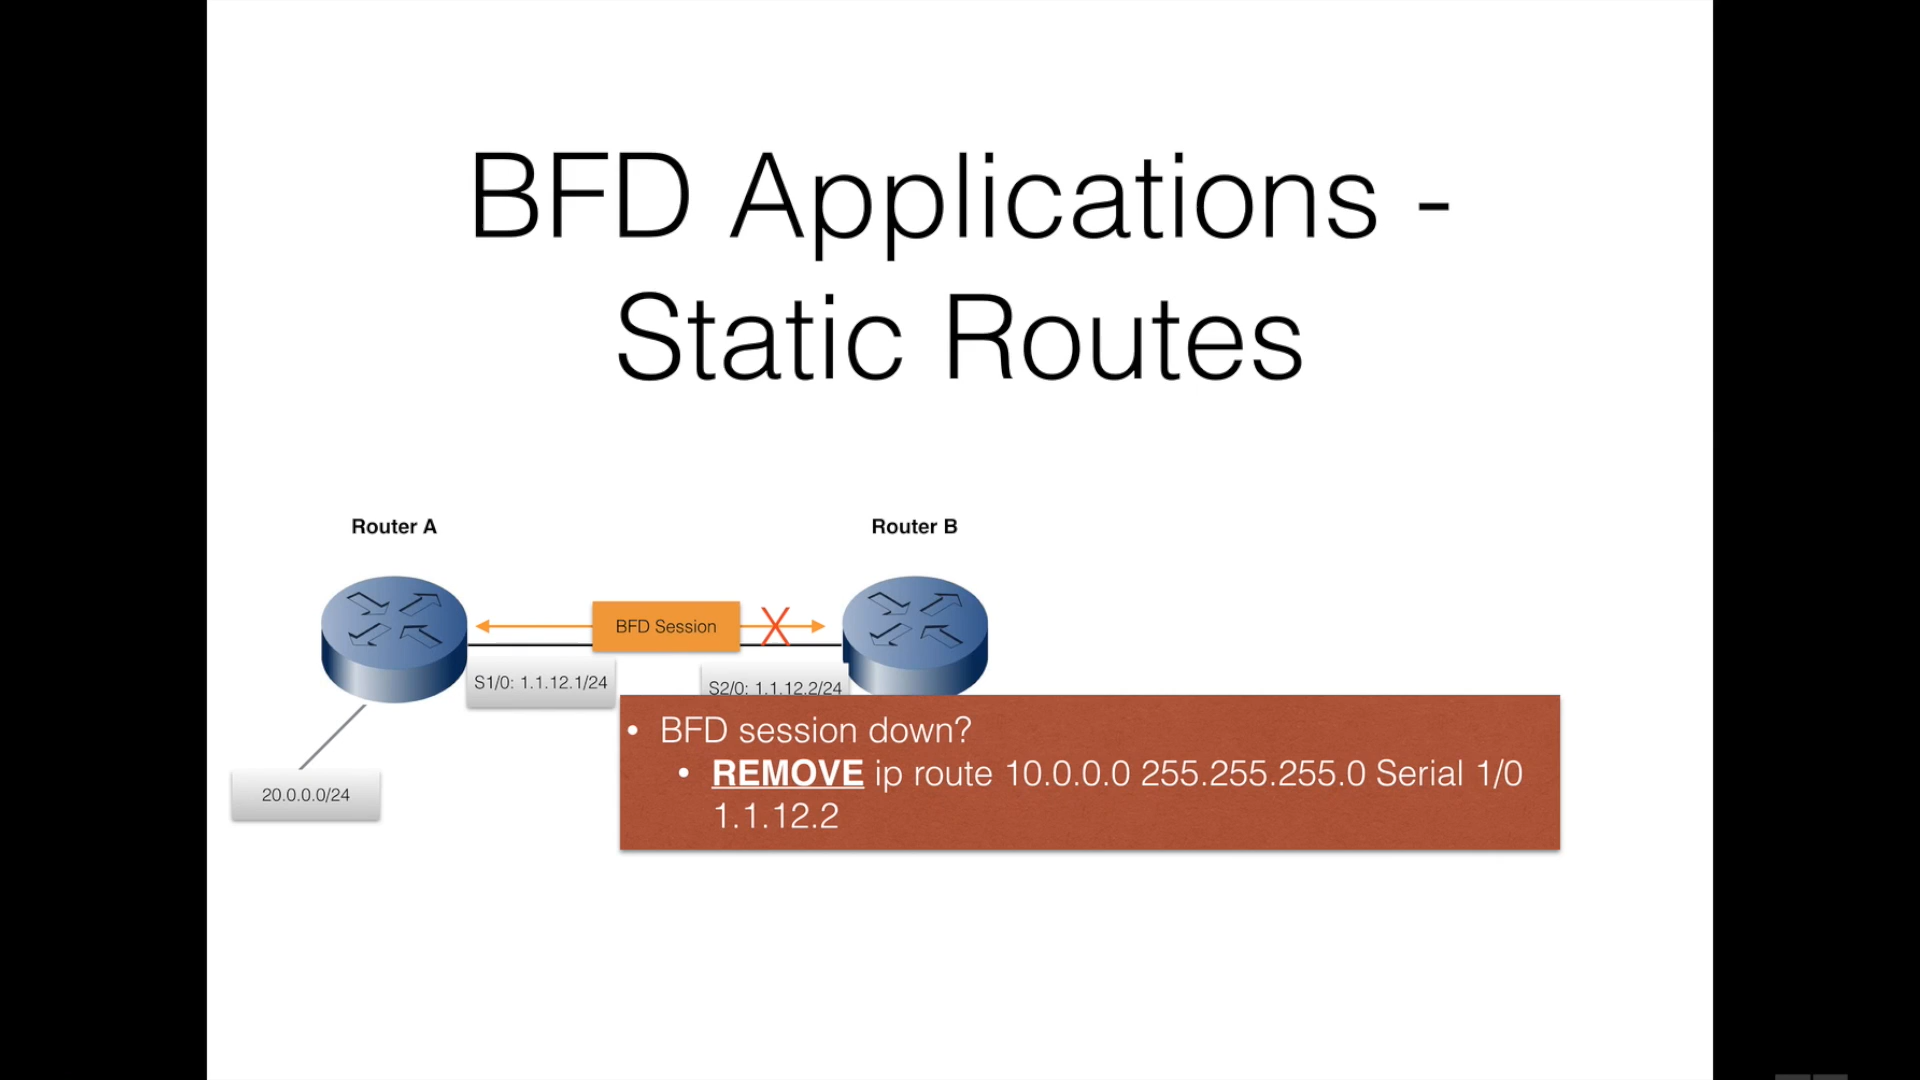 BFD Applications -
Static Routes
Router A
Router B
BFD Session
S1/0: 1.1.12.1/24
S2/0: 1.1.12.2/24
• BFD session down?
• REMOVE ip route 10.0.0.0 255.255.255.0 Serial 1/0
1.1.12.2
20.0.0.0/24